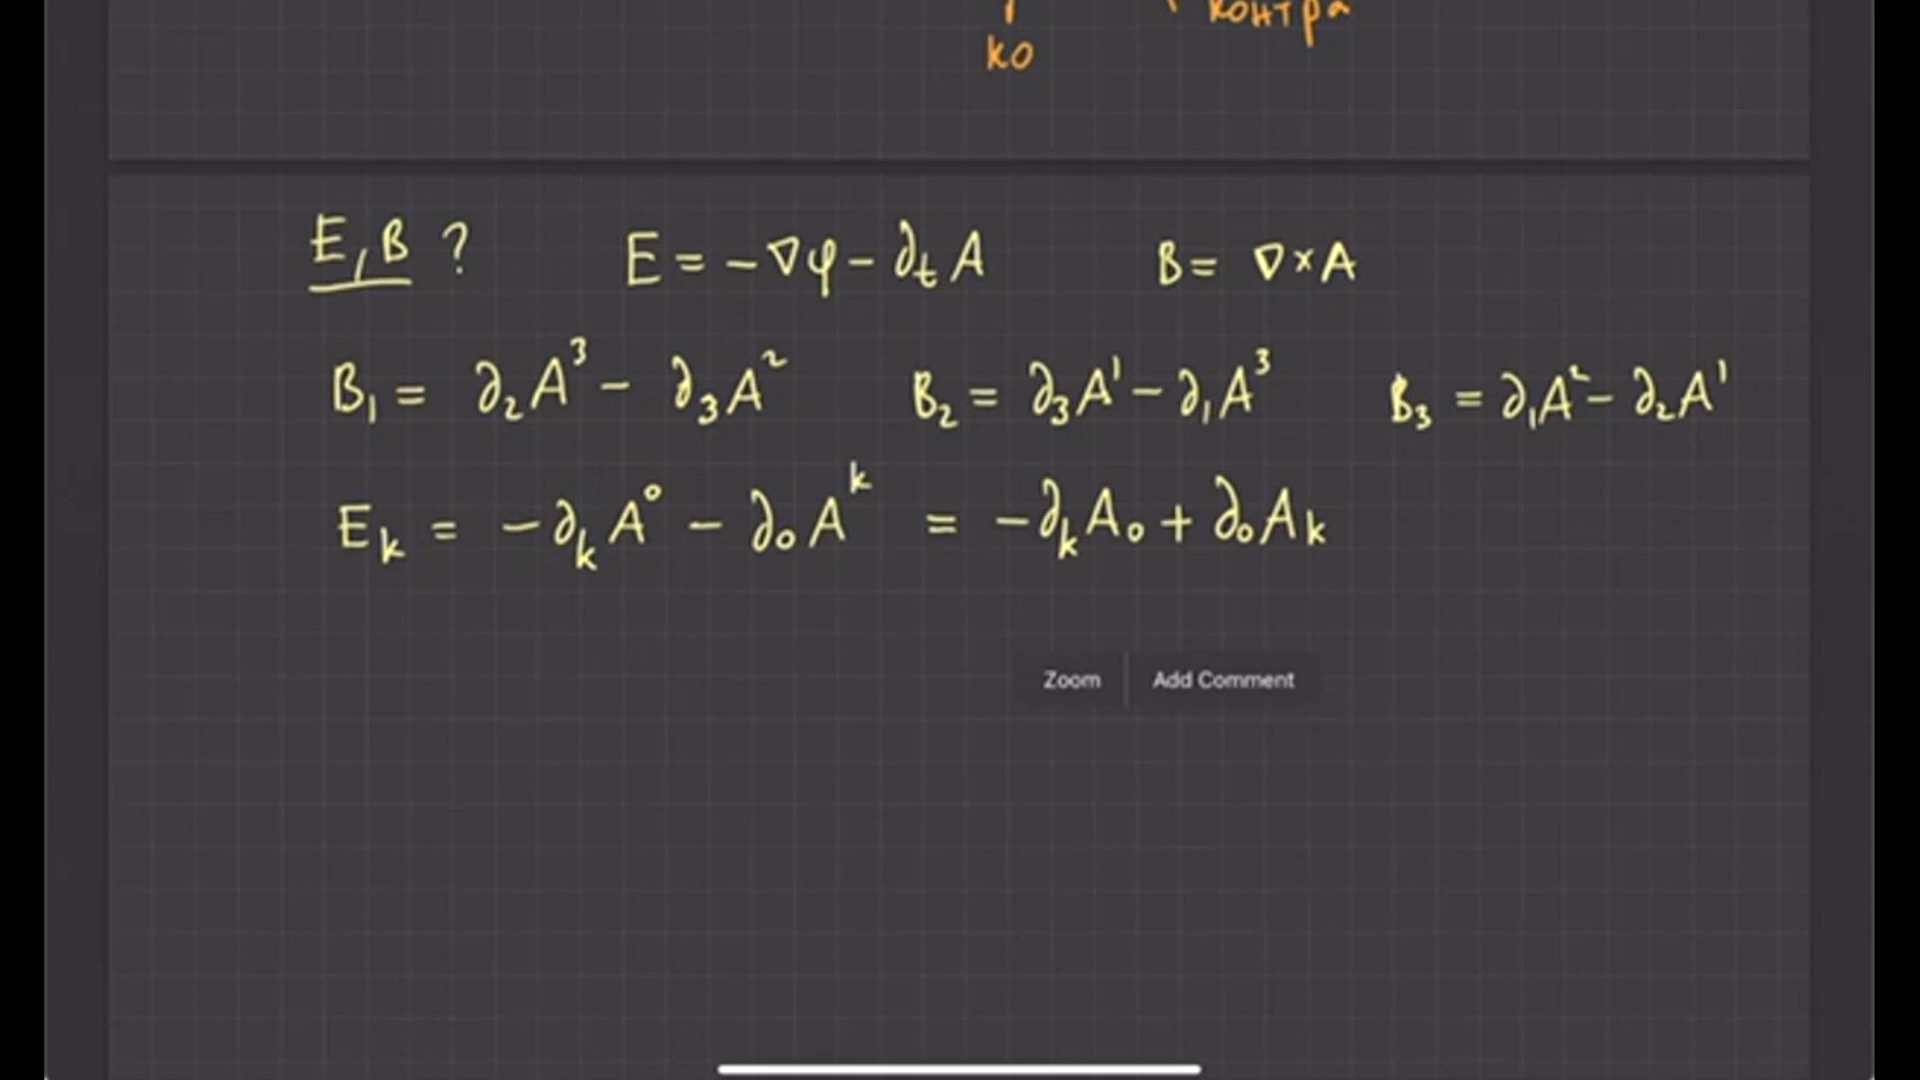 контра
ко
E, B ? E = −∇φ − ∂ₜA B = ∇×A
B₁ = ∂₂A³ − ∂₃A² B₂ = ∂₃A¹ − ∂₁A³ B₃ = ∂₁A² − ∂₂A¹
Eₖ = −∂ₖA⁰ − ∂₀Aᵏ = −∂ₖA₀ + ∂₀Aₖ
Zoom Add Comment